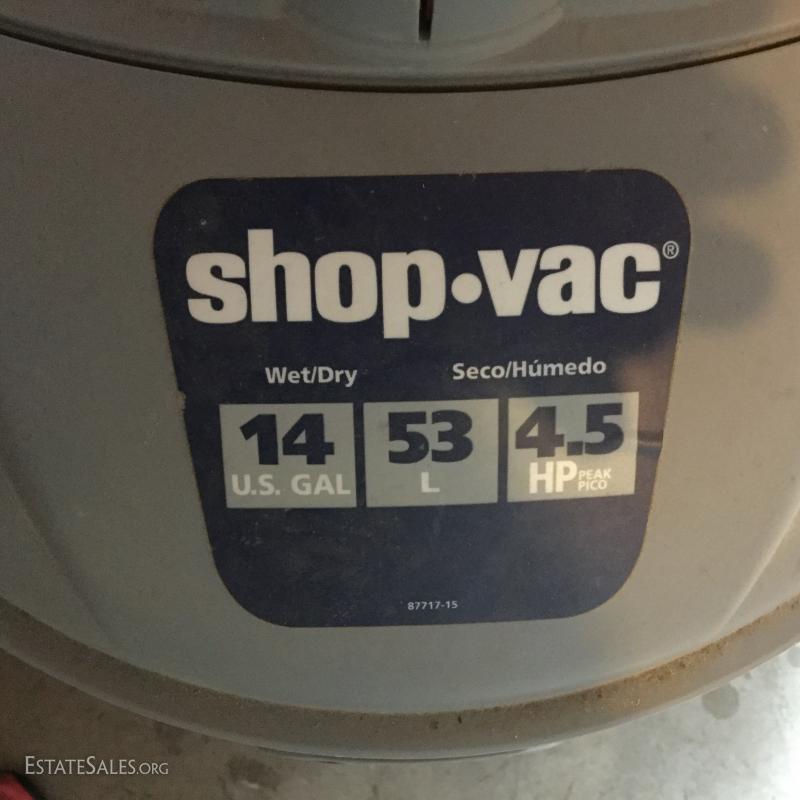 shop•vac®
Wet/Dry Seco/Húmedo
14 53 4.5
U.S. GAL L HP PEAK PICO
87717-15
ESTATESALES.ORG